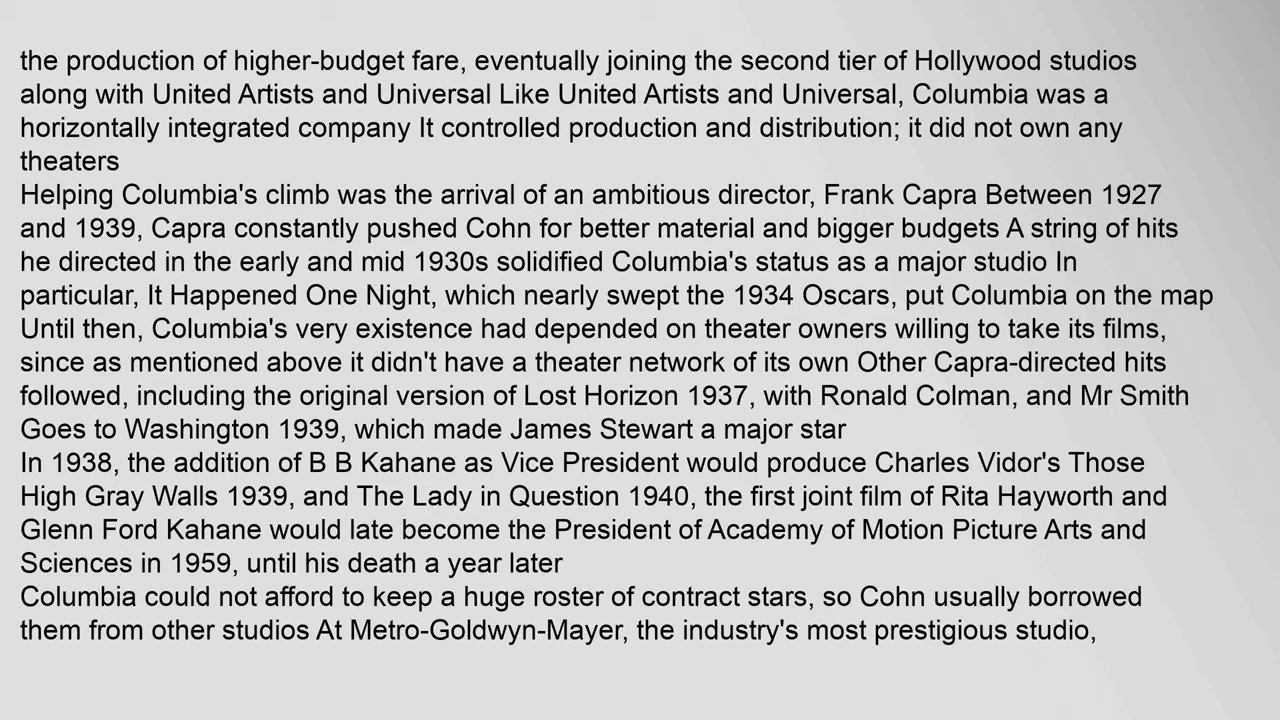 the production of higher-budget fare, eventually joining the second tier of Hollywood studios
along with United Artists and Universal Like United Artists and Universal, Columbia was a
horizontally integrated company It controlled production and distribution; it did not own any
theaters
Helping Columbia's climb was the arrival of an ambitious director, Frank Capra Between 1927
and 1939, Capra constantly pushed Cohn for better material and bigger budgets A string of hits
he directed in the early and mid 1930s solidified Columbia's status as a major studio In
particular, It Happened One Night, which nearly swept the 1934 Oscars, put Columbia on the map
Until then, Columbia's very existence had depended on theater owners willing to take its films,
since as mentioned above it didn't have a theater network of its own Other Capra-directed hits
followed, including the original version of Lost Horizon 1937, with Ronald Colman, and Mr Smith
Goes to Washington 1939, which made James Stewart a major star
In 1938, the addition of B B Kahane as Vice President would produce Charles Vidor's Those
High Gray Walls 1939, and The Lady in Question 1940, the first joint film of Rita Hayworth and
Glenn Ford Kahane would late become the President of Academy of Motion Picture Arts and
Sciences in 1959, until his death a year later
Columbia could not afford to keep a huge roster of contract stars, so Cohn usually borrowed
them from other studios At Metro-Goldwyn-Mayer, the industry's most prestigious studio,